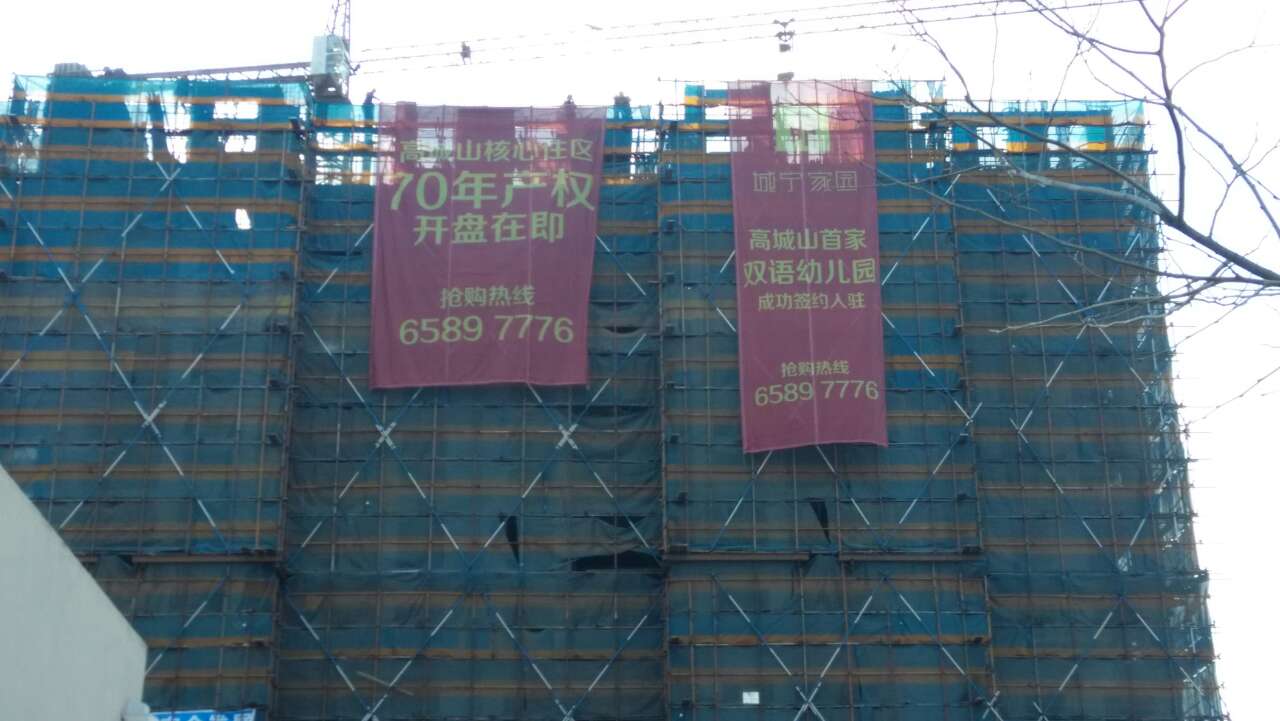 高城山核心住区
70年产权
开盘在即
抢购热线
6589 7776
城宁家园
高城山首家
双语幼儿园
成功签约入驻
抢购热线
6589 7776